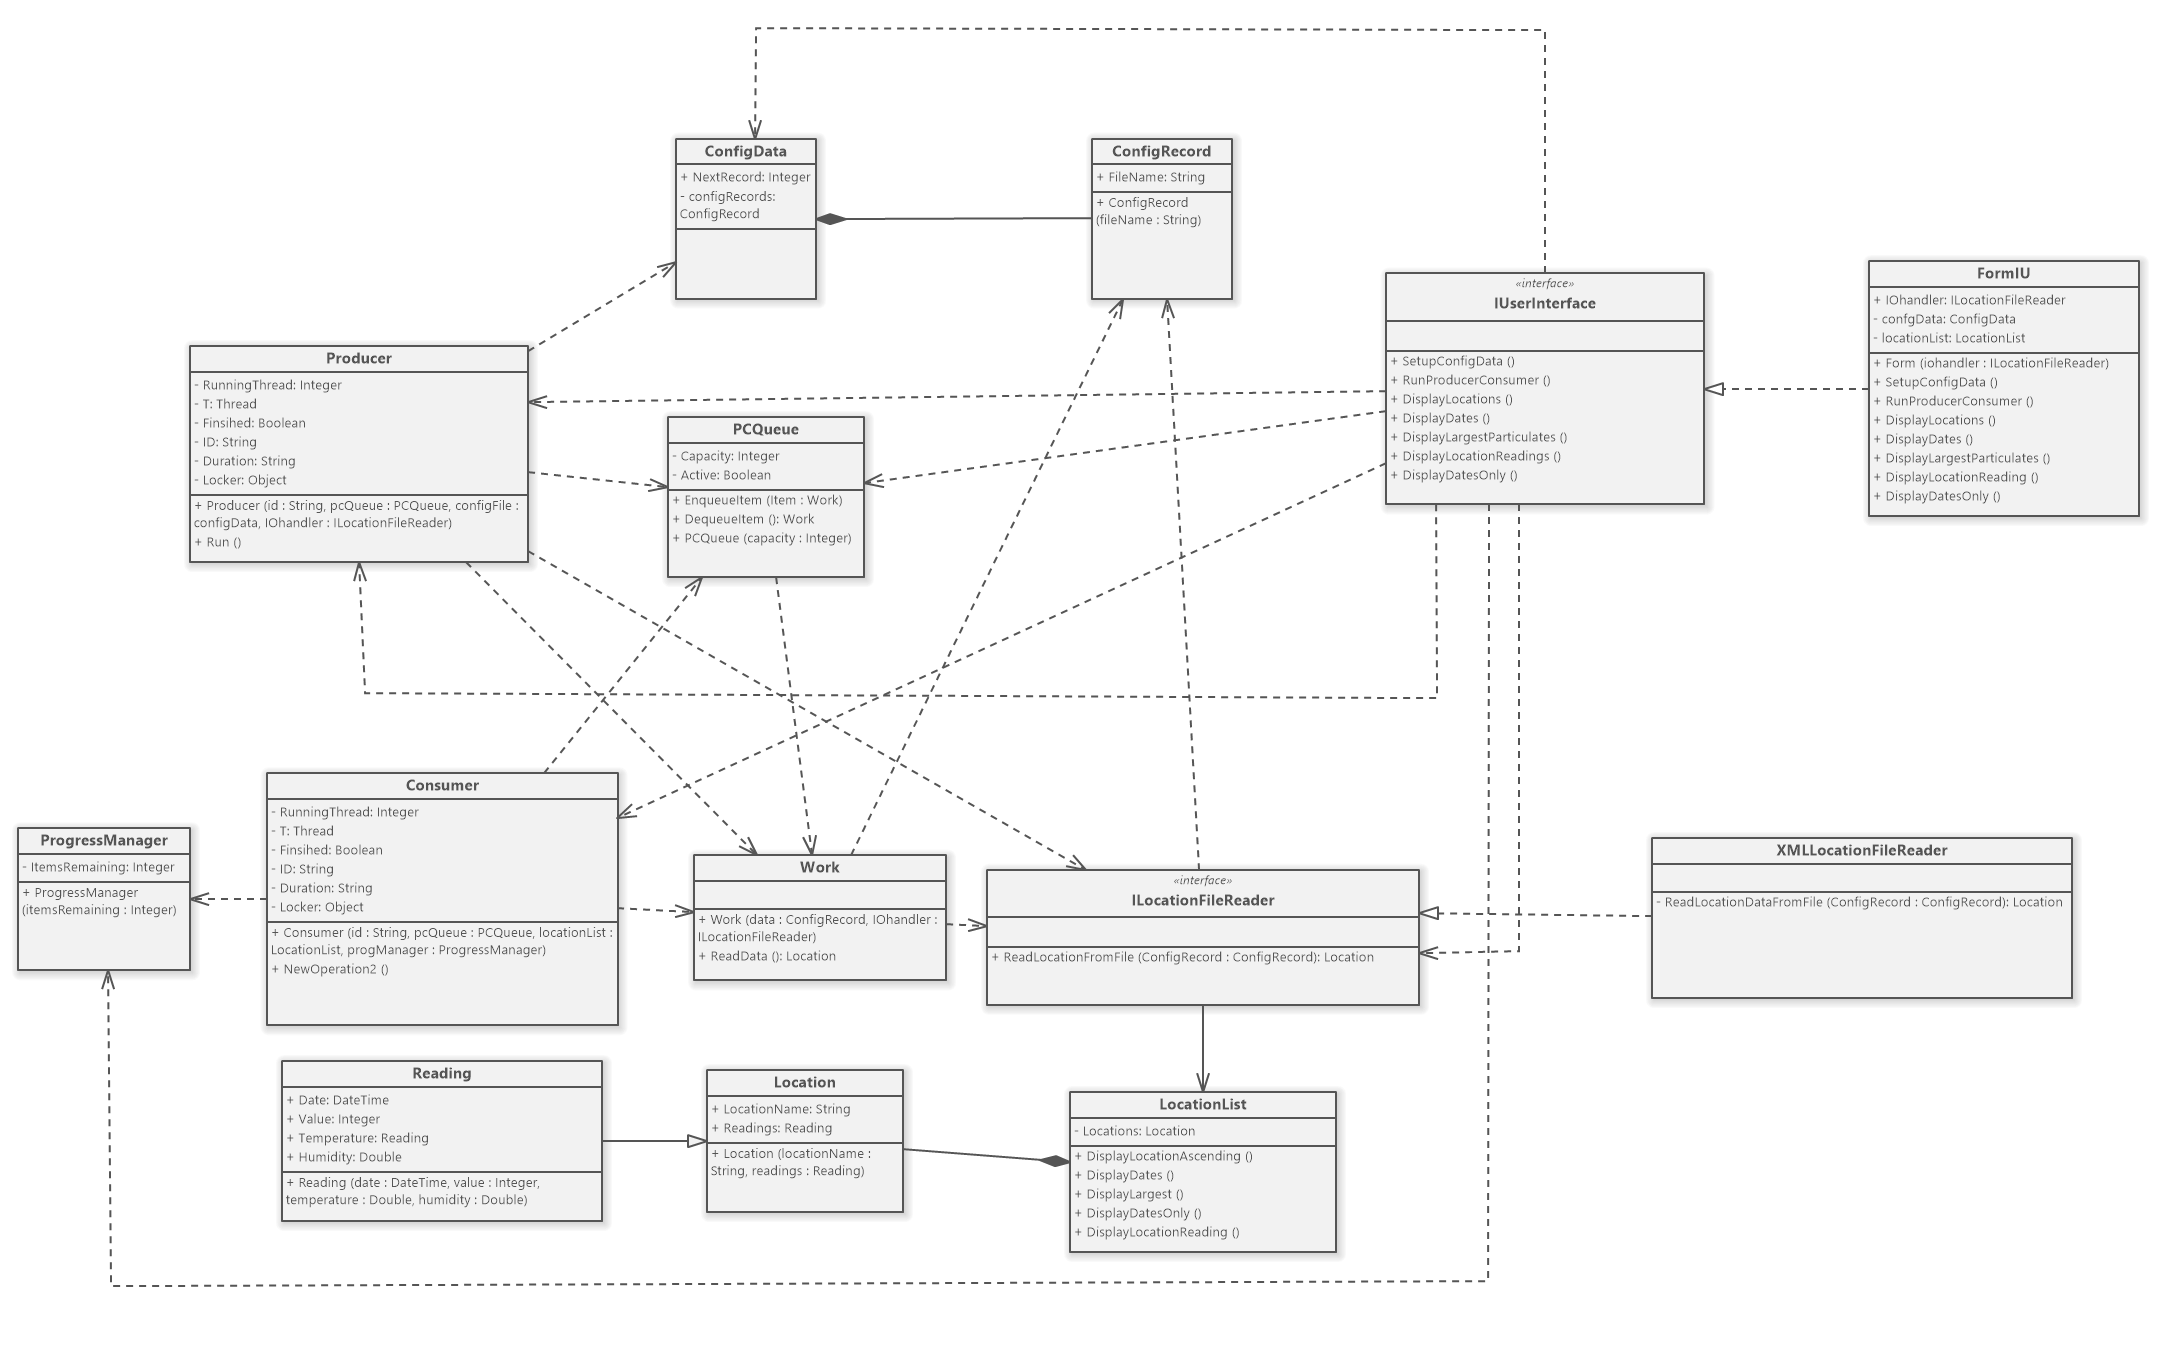 ConfigData
+ NextRecord: Integer
- configRecords:
ConfigRecord
ConfigRecord
+ FileName: String
+ ConfigRecord
(fileName : String)
«interface»
IUserInterface
+ SetupConfigData ()
+ RunProducerConsumer ()
+ DisplayLocations ()
+ DisplayDates ()
+ DisplayLargestParticulates ()
+ DisplayLocationReadings ()
+ DisplayDatesOnly ()
FormIU
+ IOhandler: ILocationFileReader
- confgData: ConfigData
- locationList: LocationList
+ Form (iohandler : ILocationFileReader)
+ SetupConfigData ()
+ RunProducerConsumer ()
+ DisplayLocations ()
+ DisplayDates ()
+ DisplayLargestParticulates ()
+ DisplayLocationReading ()
+ DisplayDatesOnly ()
Producer
- RunningThread: Integer
- T: Thread
- Finsihed: Boolean
- ID: String
- Duration: String
- Locker: Object
+ Producer (id : String, pcQueue : PCQueue, configFile :
configData, IOhandler : ILocationFileReader)
+ Run ()
PCQueue
- Capacity: Integer
- Active: Boolean
+ EnqueueItem (Item : Work)
+ DequeueItem (): Work
+ PCQueue (capacity : Integer)
ProgressManager
- ItemsRemaining: Integer
+ ProgressManager
(itemsRemaining : Integer)
Consumer
- RunningThread: Integer
- T: Thread
- Finsihed: Boolean
- ID: String
- Duration: String
- Locker: Object
+ Consumer (id : String, pcQueue : PCQueue, locationList :
LocationList, progManager : ProgressManager)
+ NewOperation2 ()
Work
+ Work (data : ConfigRecord, IOhandler :
ILocationFileReader)
+ ReadData (): Location
«interface»
ILocationFileReader
+ ReadLocationFromFile (ConfigRecord : ConfigRecord): Location
XMLLocationFileReader
- ReadLocationDataFromFile (ConfigRecord : ConfigRecord): Location
Reading
+ Date: DateTime
+ Value: Integer
+ Temperature: Reading
+ Humidity: Double
+ Reading (date : DateTime, value : Integer,
temperature : Double, humidity : Double)
Location
+ LocationName: String
+ Readings: Reading
+ Location (locationName :
String, readings : Reading)
LocationList
- Locations: Location
+ DisplayLocationAscending ()
+ DisplayDates ()
+ DisplayLargest ()
+ DisplayDatesOnly ()
+ DisplayLocationReading ()